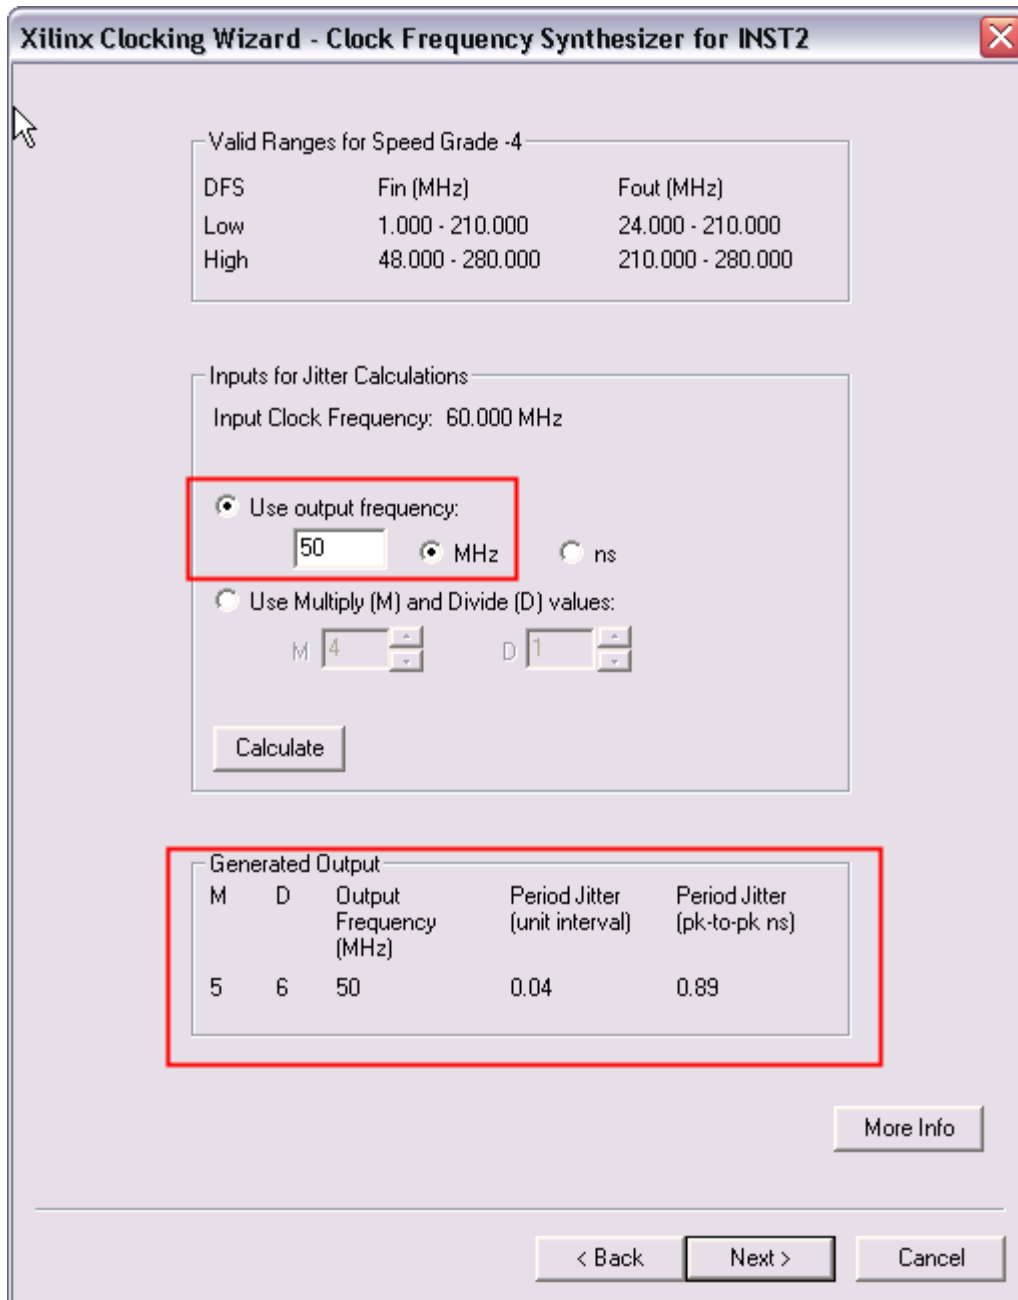 Xilinx Clocking Wizard - Clock Frequency Synthesizer for INST2
Valid Ranges for Speed Grade -4
DFS Fin (MHz) Fout (MHz)
Low 1.000 - 210.000 24.000 - 210.000
High 48.000 - 280.000 210.000 - 280.000
Inputs for Jitter Calculations
Input Clock Frequency: 60.000 MHz
Use output frequency:
50 MHz ns
Use Multiply (M) and Divide (D) values:
M 4 D 1
Calculate
Generated Output
M D Output Period Jitter Period Jitter
Frequency (unit interval) (pk-to-pk ns)
(MHz)
5 6 50 0.04 0.89
More Info
< Back Next > Cancel